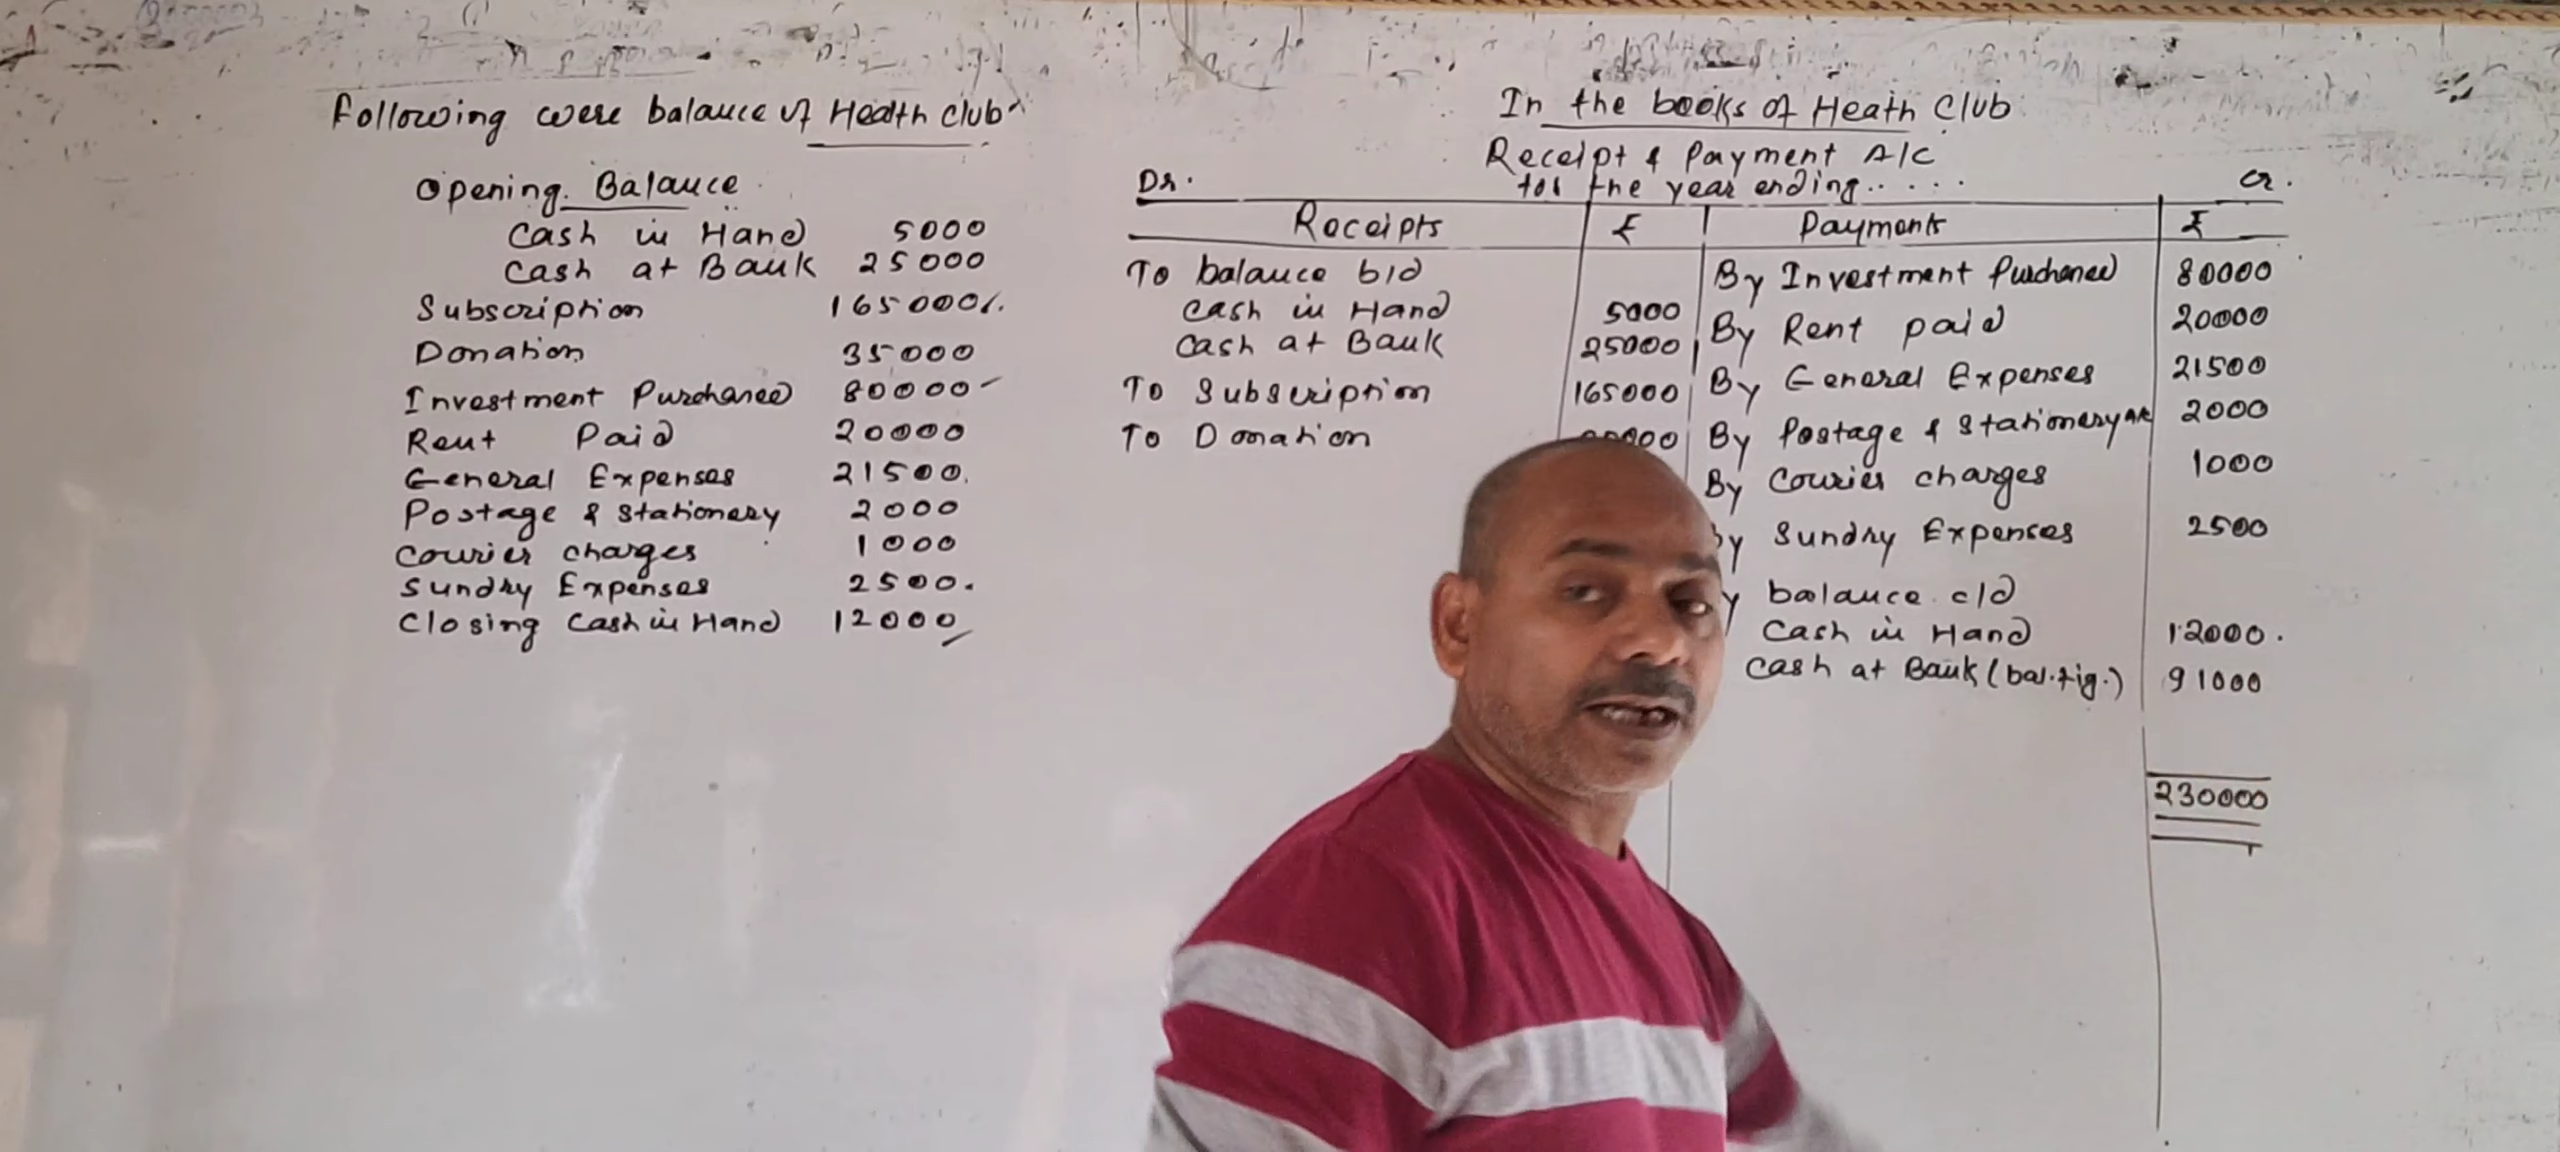 Following were balance of Health Club
Opening Balance
Cash in Hand 5000
Cash at Bank 25000
Subscription 165000/.
Donation 35000
Investment Purchased 80000
Rent Paid 20000
General Expenses 21500.
Postage & Stationery 2000
Courier charges 1000
Sundry Expenses 2500.
Closing Cash in Hand 12000
In the books of Heath Club
Receipt & Payment A/C
for the year ending.....
Dr. Cr.
Receipts ₹ Payments ₹
To balance b/d
Cash in Hand 5000
Cash at Bank 25000
To Subscription 165000
To Donation
By Investment Purchased 80000
By Rent paid 20000
By General Expenses 21500
By Postage & Stationery 2000
By Courier charges 1000
Sundry Expenses 2500
balance c/d
Cash in Hand 12000.
Cash at Bank (bal.fig.) 91000
230000